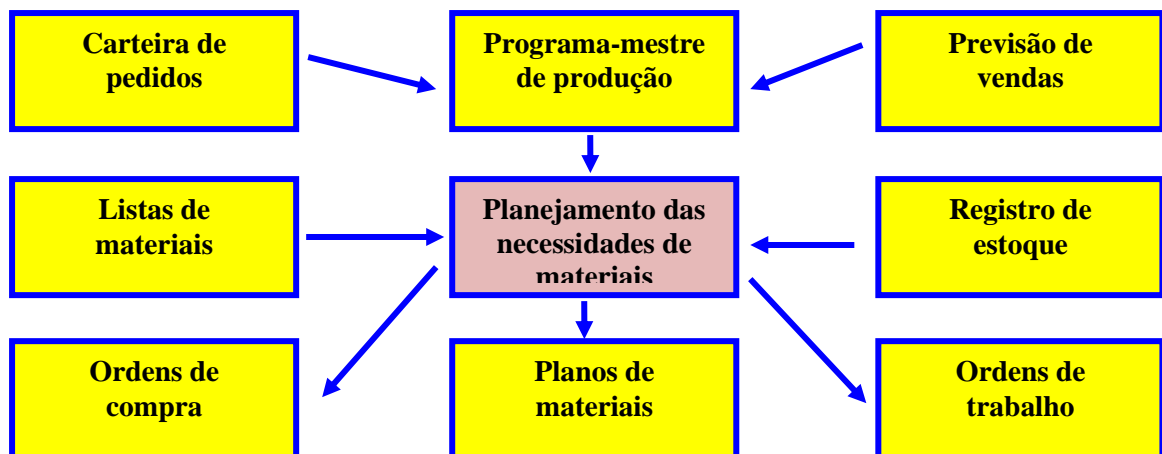 Carteira de
pedidos
Programa-mestre
de produção
Previsão de
vendas
Listas de
materiais
Planejamento das
necessidades de
materiais
Registro de
estoque
Ordens de
compra
Planos de
materiais
Ordens de
trabalho